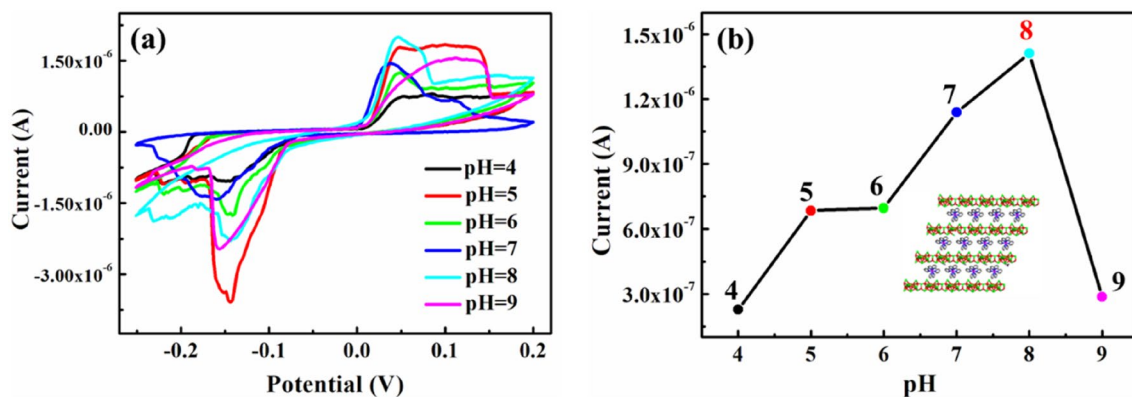 (a)
1.50x10⁻⁶
0.00
-1.50x10⁻⁶
-3.00x10⁻⁶
Current (A)
-0.2 -0.1 0.0 0.1 0.2
Potential (V)
pH=4
pH=5
pH=6
pH=7
pH=8
pH=9
(b)
1.5x10⁻⁶
1.2x10⁻⁶
9.0x10⁻⁷
6.0x10⁻⁷
3.0x10⁻⁷
Current (A)
4
5
6
7
8
9
4 5 6 7 8 9
pH